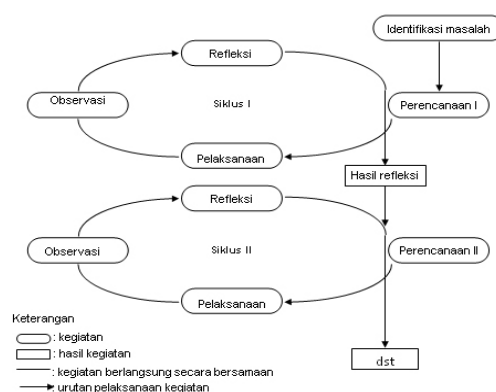 Identifikasi masalah
Refleksi
Observasi
Siklus I
Perencanaan I
Pelaksanaan
Hasil refleksi
Refleksi
Observasi
Siklus II
Perencanaan II
Pelaksanaan
Keterangan
: kegiatan
: hasil kegiatan
: kegiatan berlangsung secara bersamaan
: urutan pelaksanaan kegiatan
dst